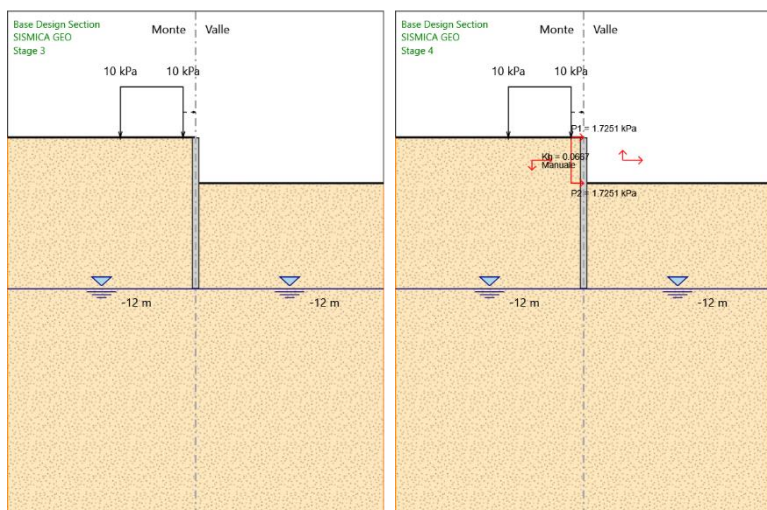 Base Design Section
SISMICA GEO
Stage 3
Monte Valle
10 kPa 10 kPa
-12 m -12 m
Base Design Section
SISMICA GEO
Stage 4
Monte Valle
10 kPa 10 kPa
P1 = 1.7251 kPa
Kh = 0.0667
Manuale
P2 = 1.7251 kPa
-12 m -12 m